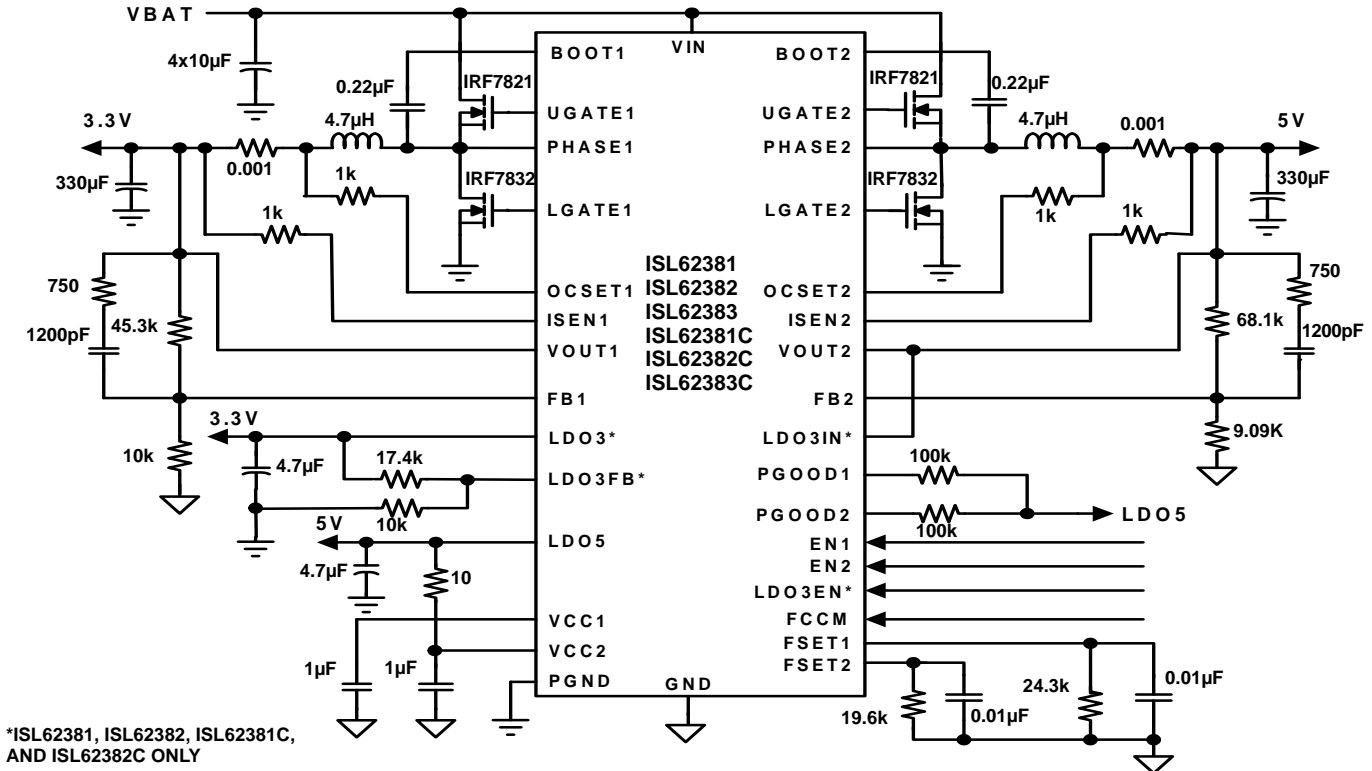 VBAT
VIN
4x10µF
BOOT1
BOOT2
IRF7821
IRF7821
0.22µF
0.22µF
UGATE1
UGATE2
3.3V
4.7µH
4.7µH
0.001
5V
PHASE1
PHASE2
0.001
330µF
1k
IRF7832
IRF7832
1k
330µF
1k
LGATE1
LGATE2
1k
ISL62381
ISL62382
ISL62383
ISL62381C
ISL62382C
ISL62383C
750
OCSET1
OCSET2
750
1200pF
45.3k
ISEN1
ISEN2
68.1k
1200pF
VOUT1
VOUT2
FB1
FB2
3.3V
LDO3*
LDO3IN*
9.09K
10k
4.7µF
17.4k
LDO3FB*
PGOOD1
100k
10k
PGOOD2
100k
LDO5
5V
LDO5
EN1
4.7µF
10
EN2
LDO3EN*
VCC1
FCCM
VCC2
FSET1
1µF
1µF
FSET2
PGND
GND
19.6k
0.01µF
24.3k
0.01µF
*ISL62381, ISL62382, ISL62381C,
AND ISL62382C ONLY